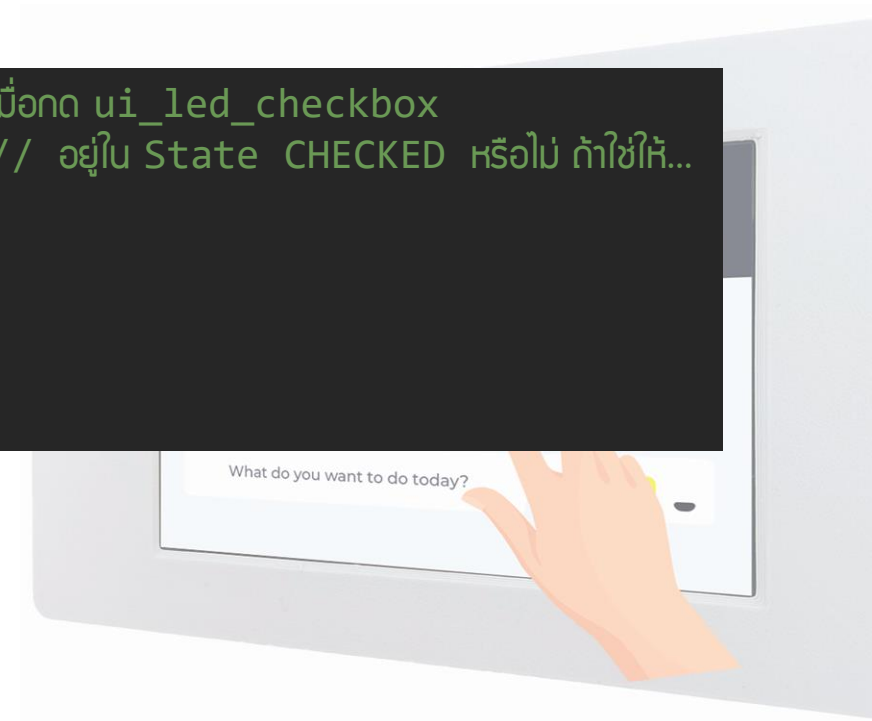 มื่อกด ui_led_checkbox
// อยู่ใน State CHECKED หรือไม่ ถ้าใช่ให้...
What do you want to do today?